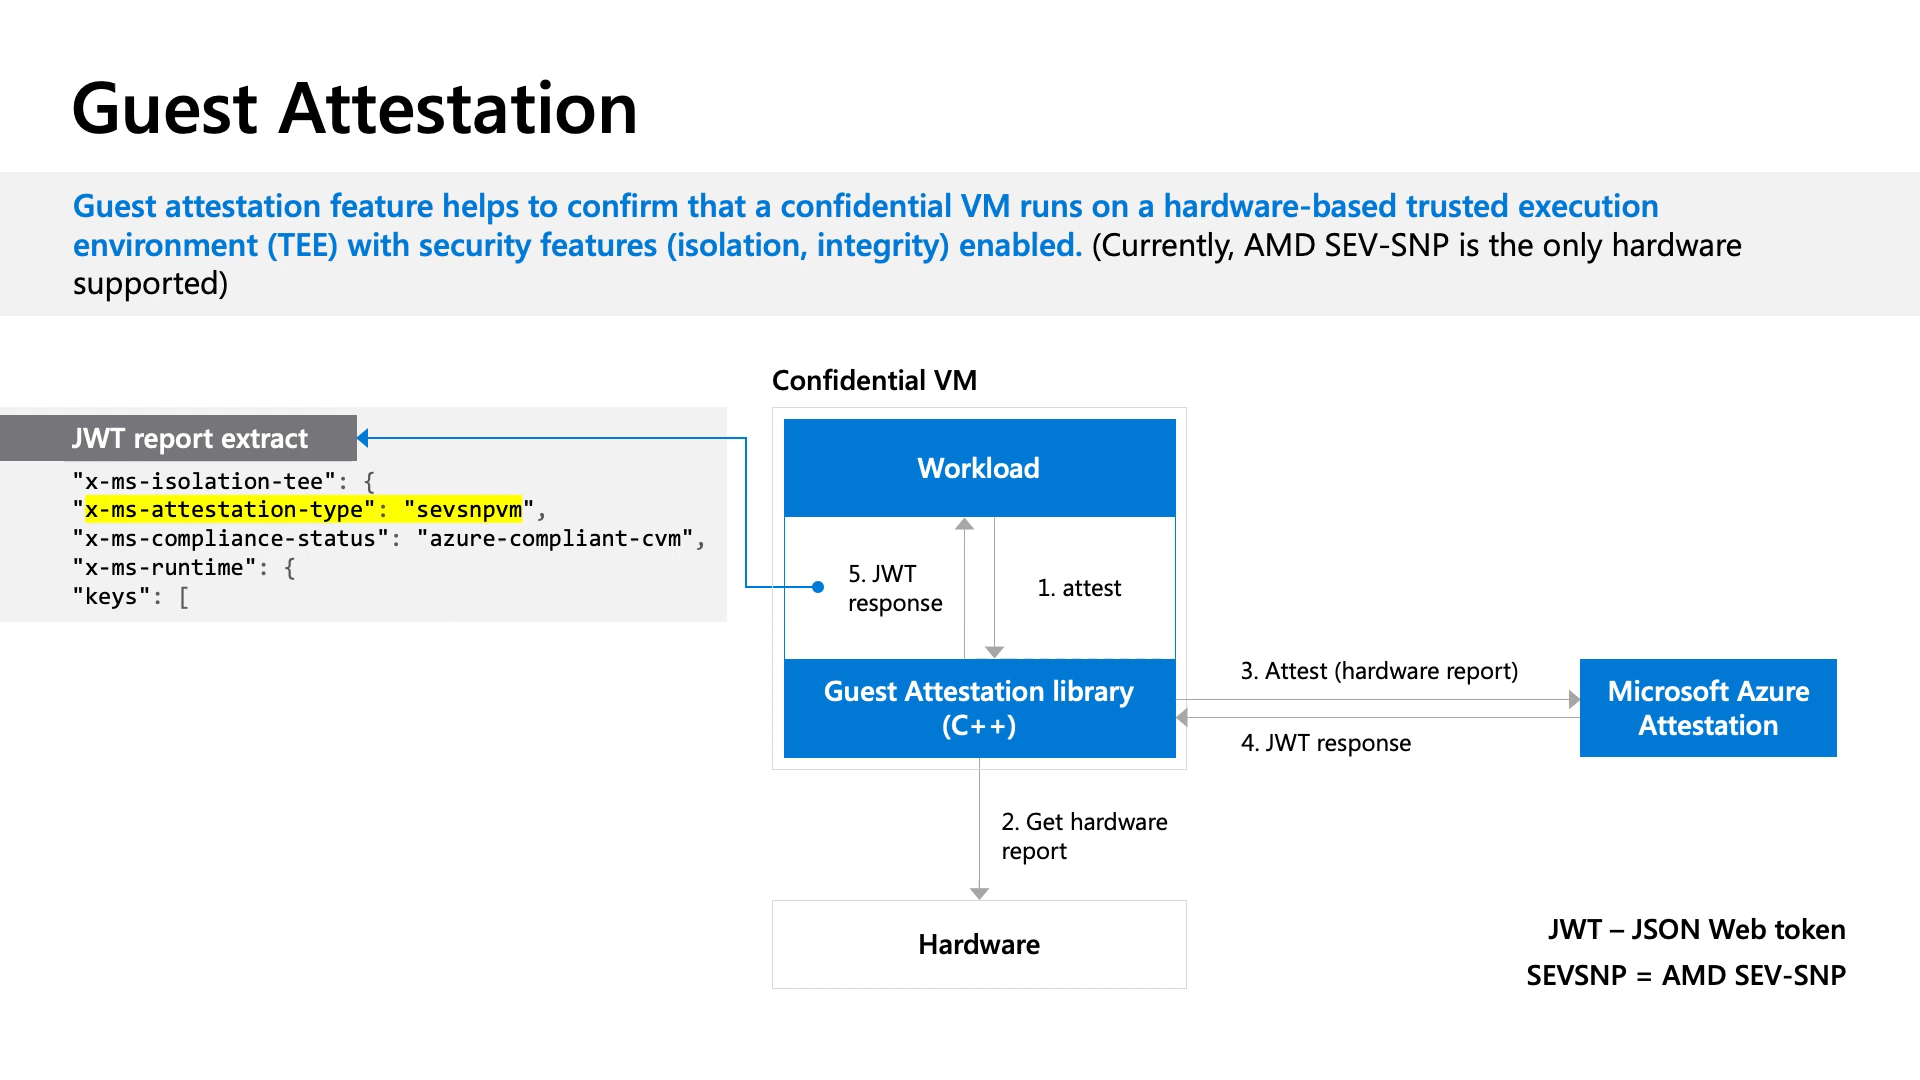 Guest Attestation
Guest attestation feature helps to confirm that a confidential VM runs on a hardware-based trusted execution
environment (TEE) with security features (isolation, integrity) enabled. (Currently, AMD SEV-SNP is the only hardware
supported)
JWT report extract
"x-ms-isolation-tee": {
"x-ms-attestation-type": "sevsnpvm",
"x-ms-compliance-status": "azure-compliant-cvm",
"x-ms-runtime": {
"keys": [
Confidential VM
Workload
5. JWT
response
1. attest
Guest Attestation library
(C++)
3. Attest (hardware report)
4. JWT response
Microsoft Azure
Attestation
2. Get hardware
report
Hardware
JWT – JSON Web token
SEVSNP = AMD SEV-SNP